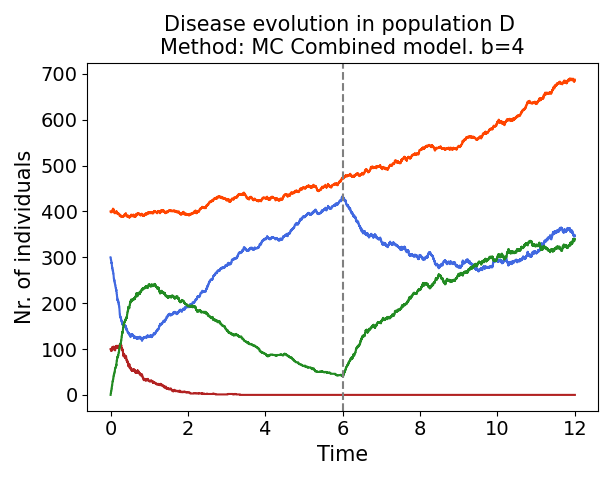 Disease evolution in population D
Method: MC Combined model. b=4
Nr. of individuals
700
600
500
400
300
200
100
0
0 2 4 6 8 10 12
Time